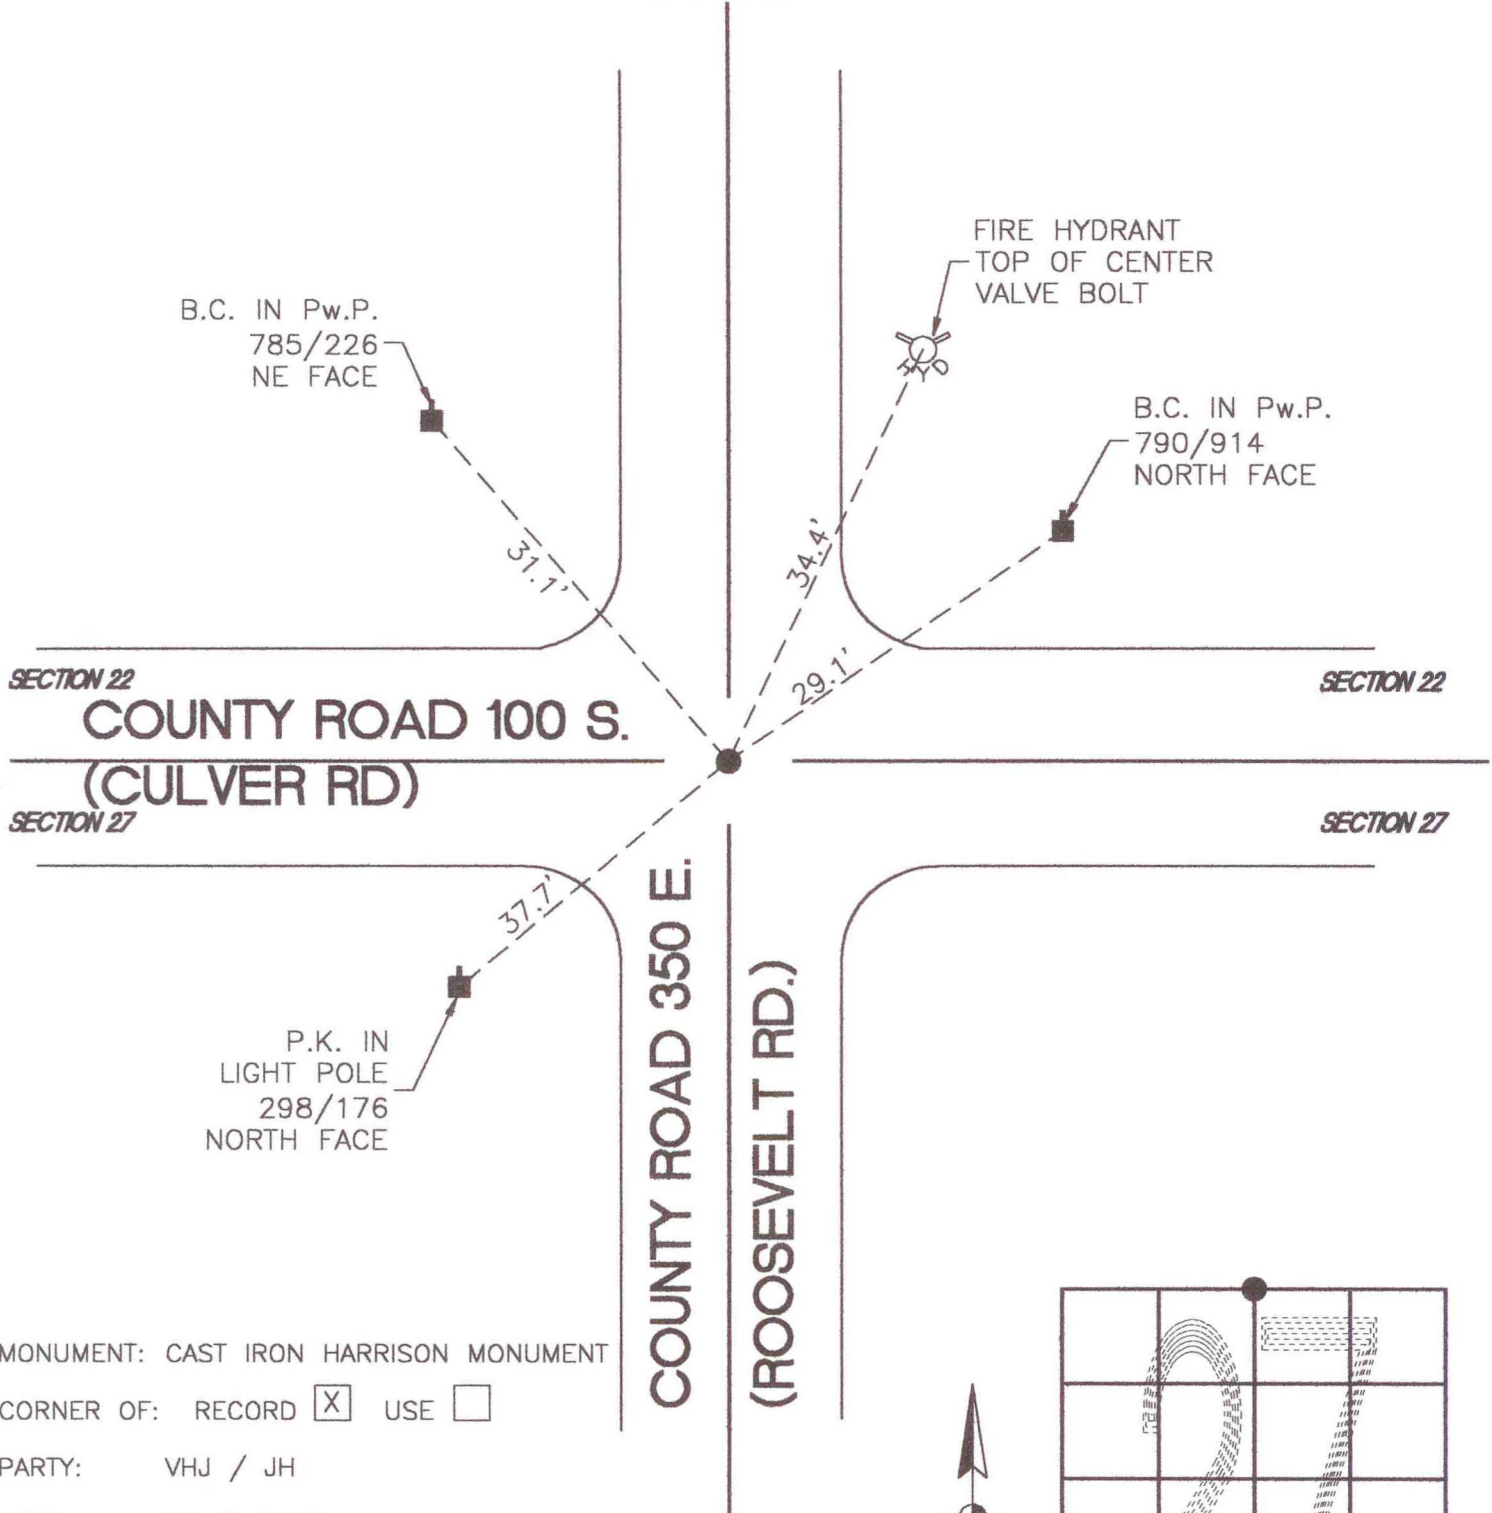 FIRE HYDRANT
TOP OF CENTER
VALVE BOLT
B.C. IN Pw.P.
785/226
NE FACE
HYD
B.C. IN Pw.P.
790/914
NORTH FACE
31.1'
34.4'
29.1'
SECTION 22
SECTION 22
COUNTY ROAD 100 S.
(CULVER RD)
SECTION 27
SECTION 27
37.7'
COUNTY ROAD 350 E.
(ROOSEVELT RD.)
P.K. IN
LIGHT POLE
298/176
NORTH FACE
MONUMENT: CAST IRON HARRISON MONUMENT
CORNER OF: RECORD X USE
PARTY: VHJ / JH
27